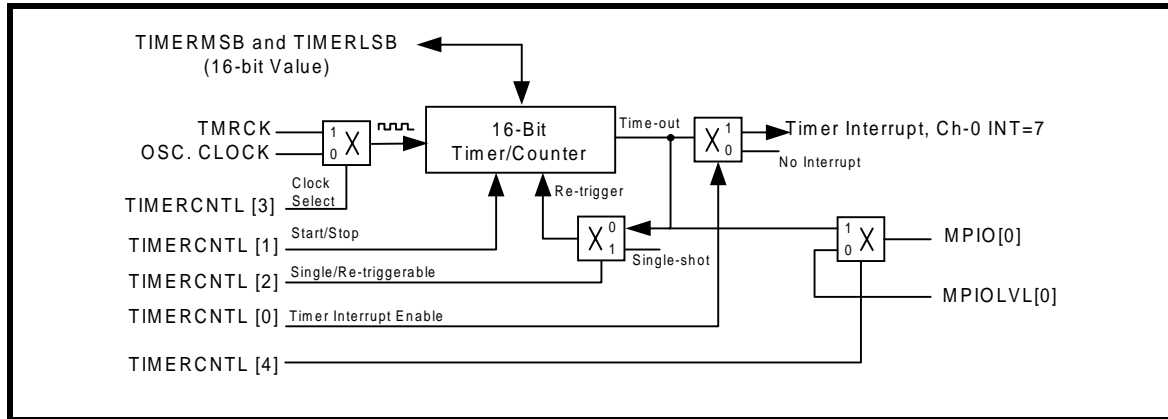 TIMERMSB and TIMERLSB
(16-bit Value)
TMRCK
OSC. CLOCK
1
0
X
16-Bit
Timer/Counter
Time-out
X
1
0
Timer Interrupt, Ch-0 INT=7
No Interrupt
Clock
Select
TIMERCNTL [3]
Re-trigger
Start/Stop
TIMERCNTL [1]
X
0
1
Single-shot
1
0
X
MPIO[0]
Single/Re-triggerable
TIMERCNTL [2]
MPIOLVL[0]
TIMERCNTL [0]
Timer Interrupt Enable
TIMERCNTL [4]